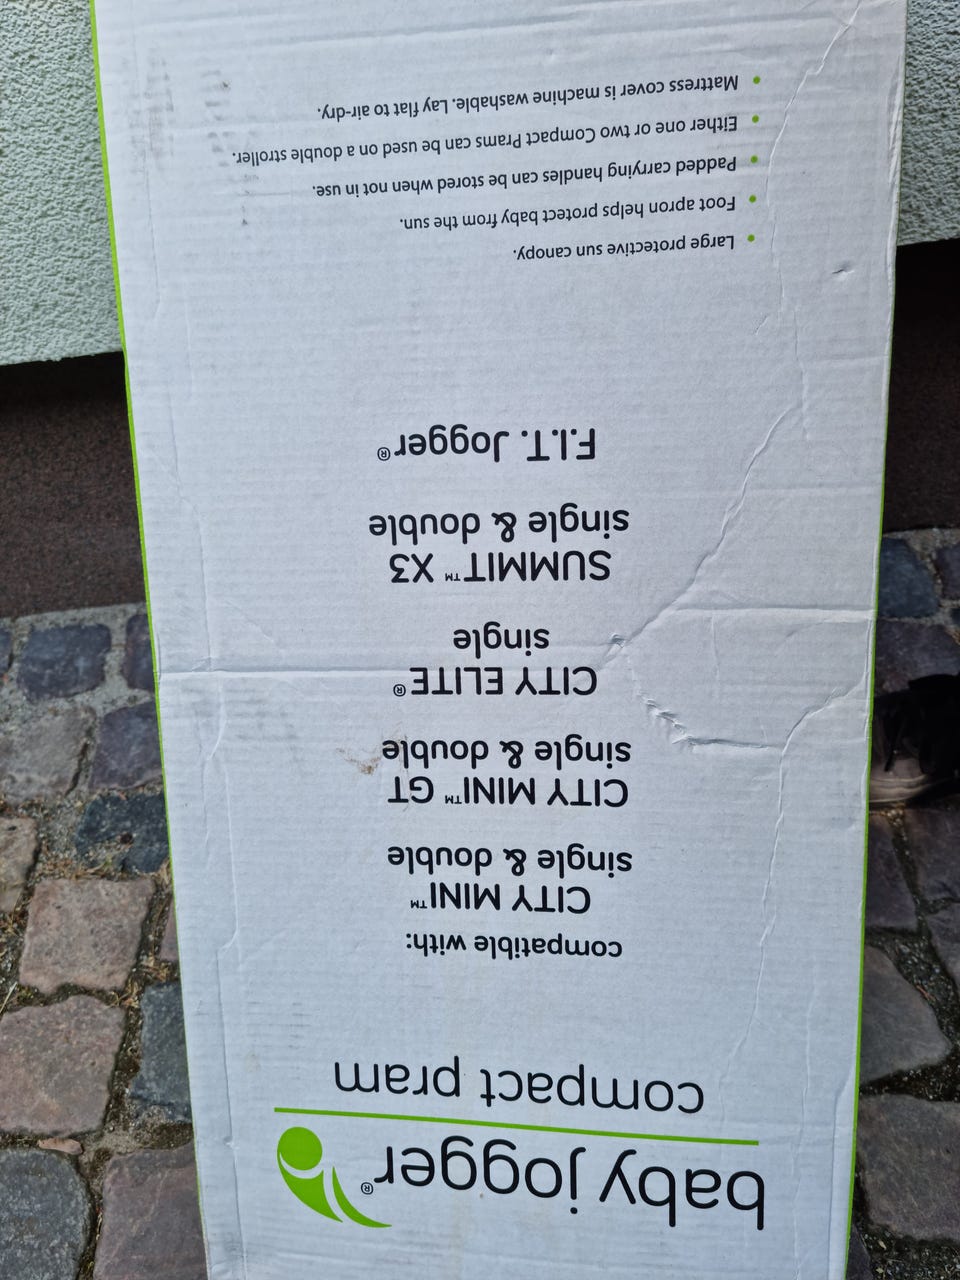 baby jogger®
compact pram
compatible with:
CITY MINI™
single & double
CITY MINI™ GT
single & double
CITY ELITE®
single
SUMMIT™ X3
single & double
F.I.T. Jogger®
• Large protective sun canopy.
• Foot apron helps protect baby from the sun.
• Padded carrying handles can be stored when not in use.
• Either one or two Compact Prams can be used on a double stroller.
• Mattress cover is machine washable. Lay flat to air-dry.